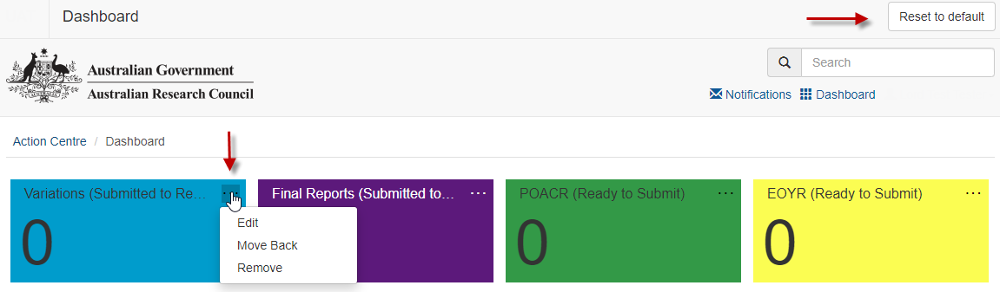 Dashboard
Reset to default
Australian Government
Australian Research Council
Search
Notifications Dashboard
Action Centre / Dashboard
Variations (Submitted to Re... ...
Final Reports (Submitted to... ...
POACR (Ready to Submit) ...
EOYR (Ready to Submit) ...
0
0
0
Edit
Move Back
Remove